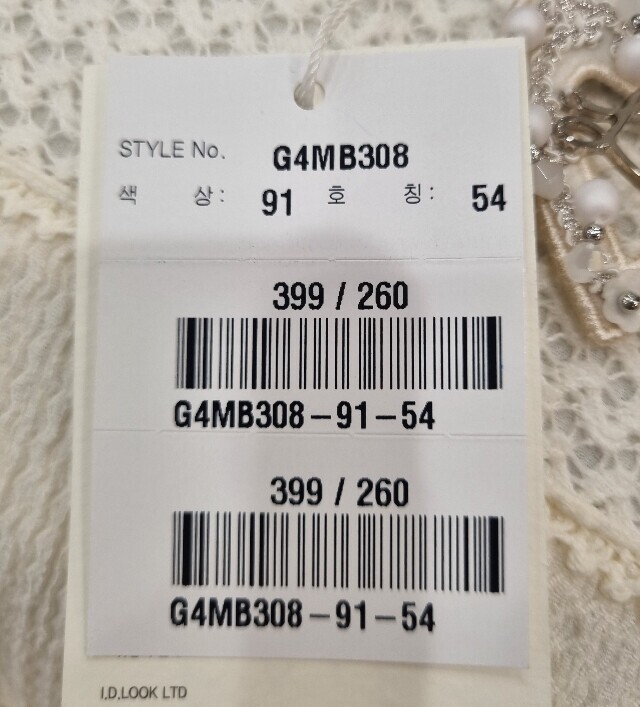 STYLE No. G4MB308
색 상: 91 호 칭: 54
399 / 260
G4MB308-91-54
399 / 260
G4MB308-91-54
I.D.LOOK LTD